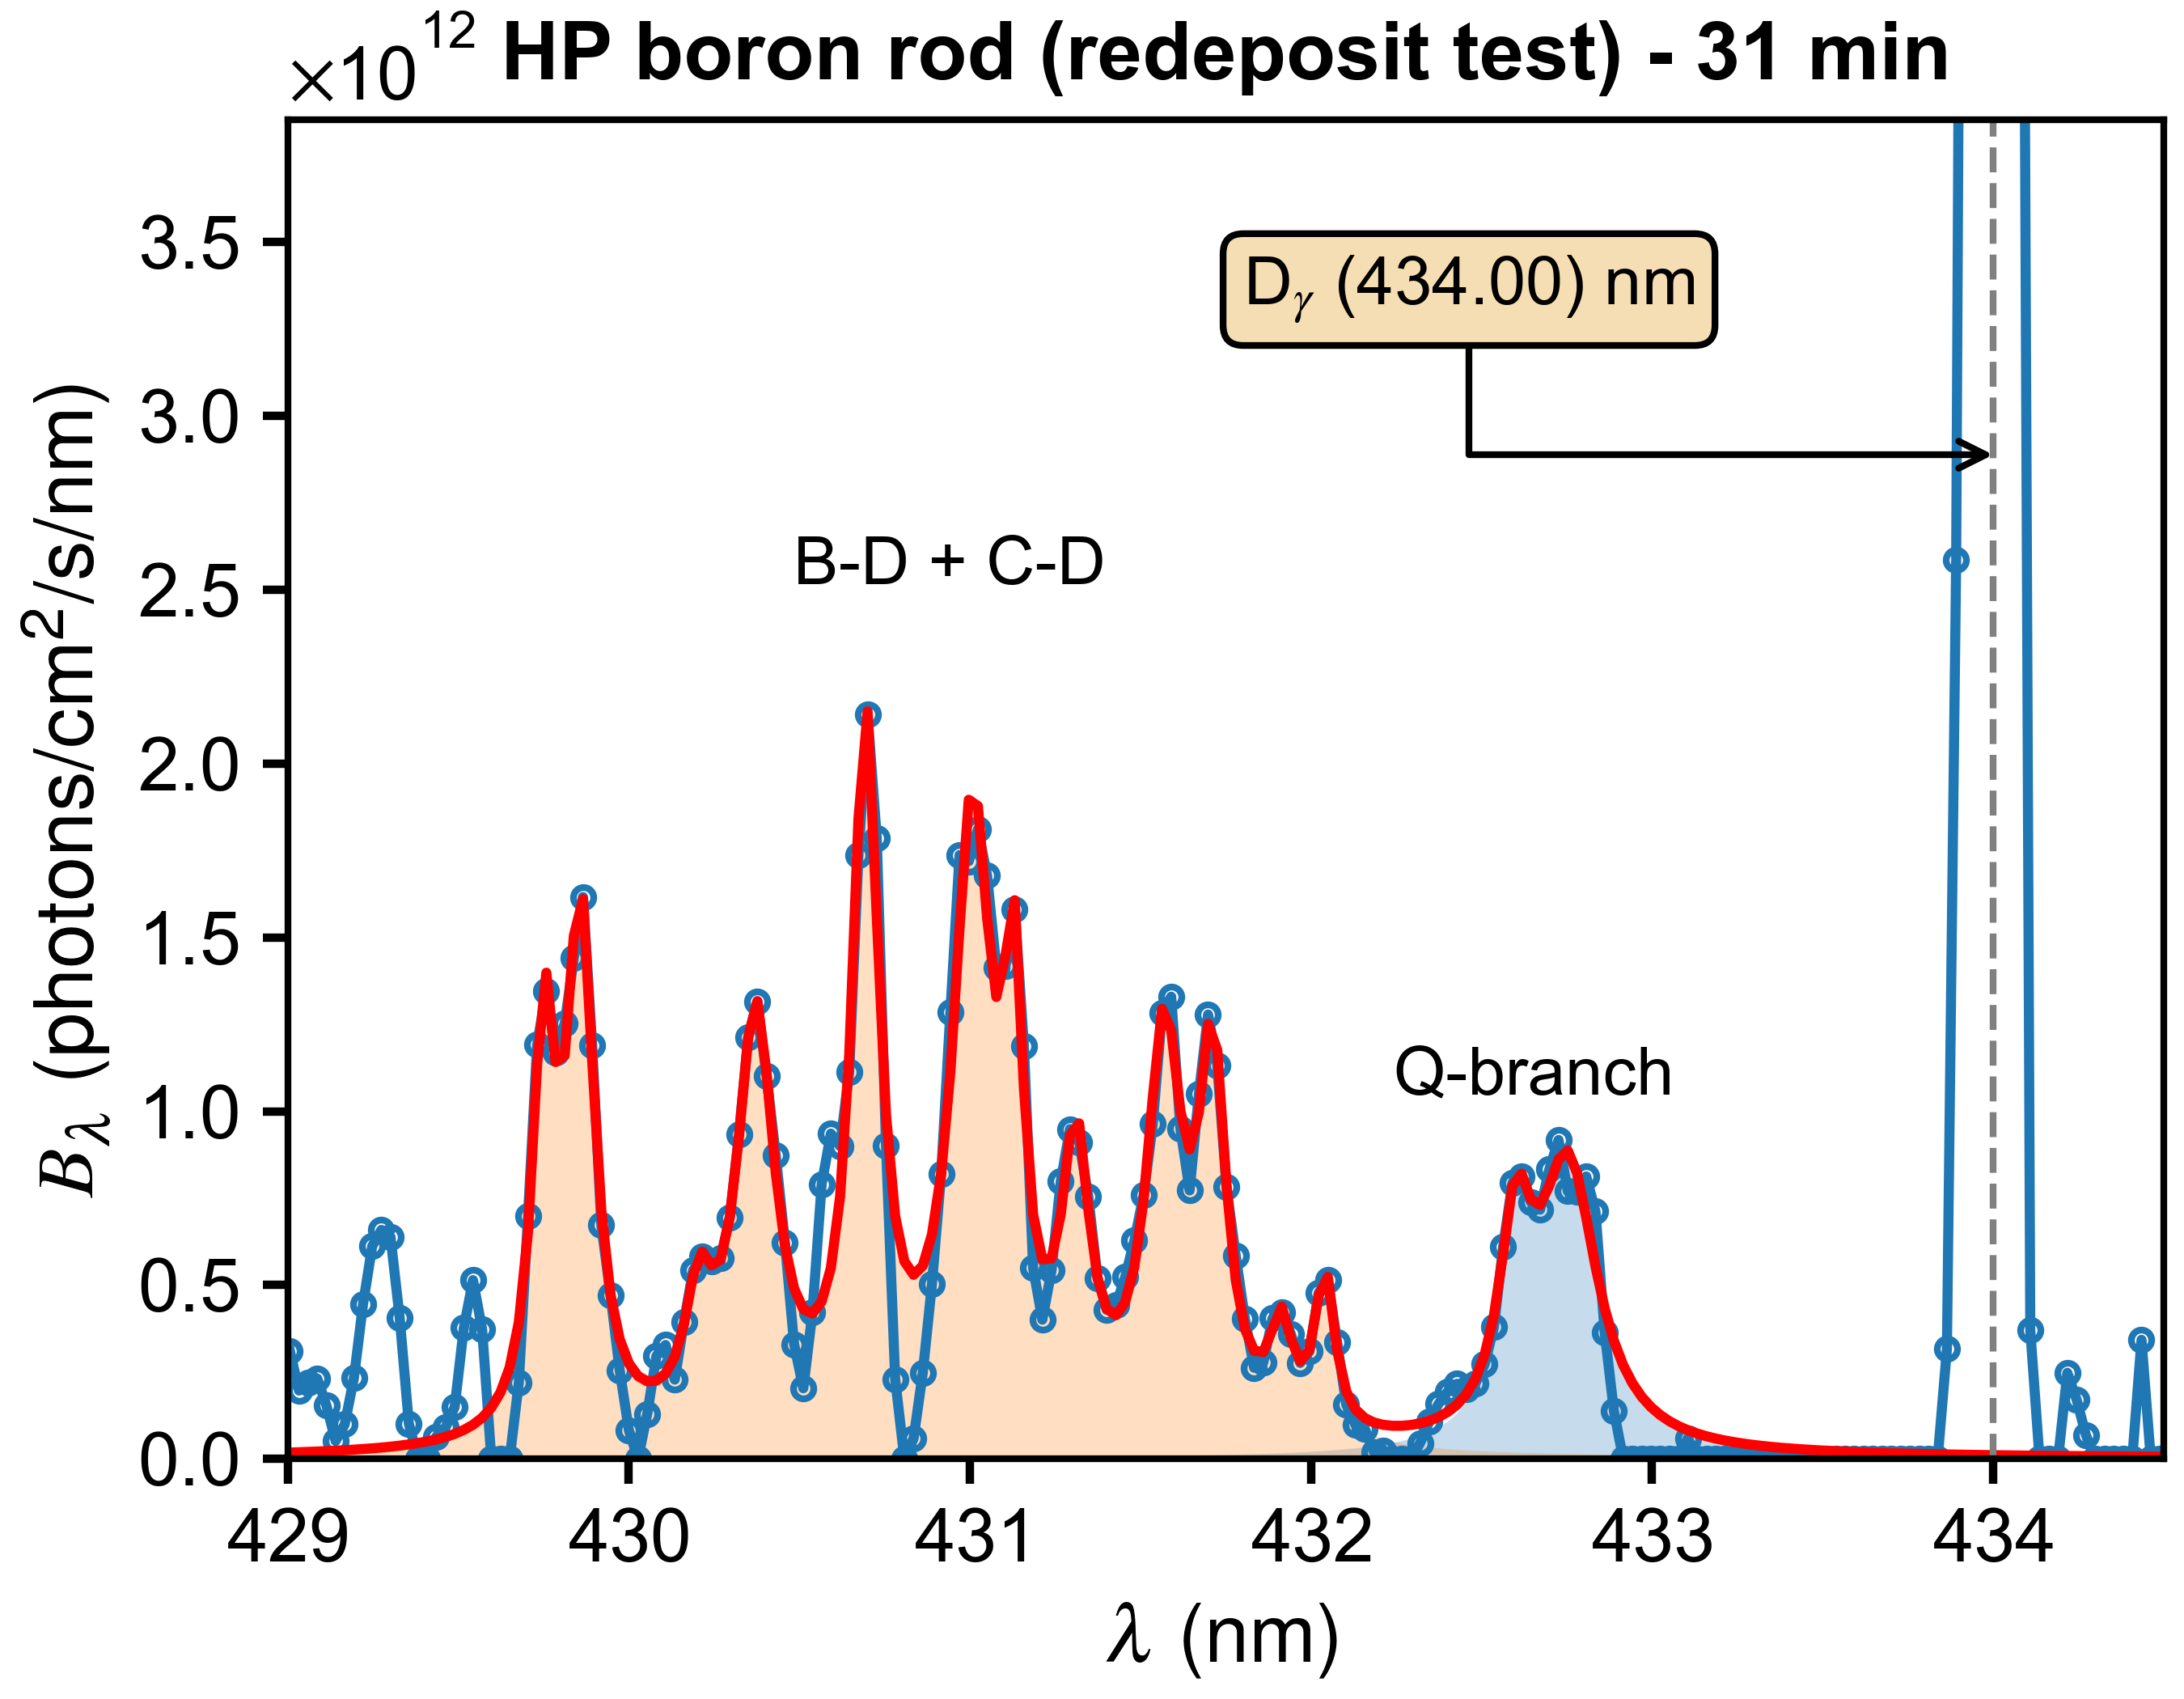 ×10¹² HP boron rod (redeposit test) - 31 min
3.5
3.0
2.5
2.0
1.5
1.0
0.5
0.0
B_λ (photons/cm²/s/nm)
D_γ (434.00) nm
B-D + C-D
Q-branch
429 430 431 432 433 434
λ (nm)